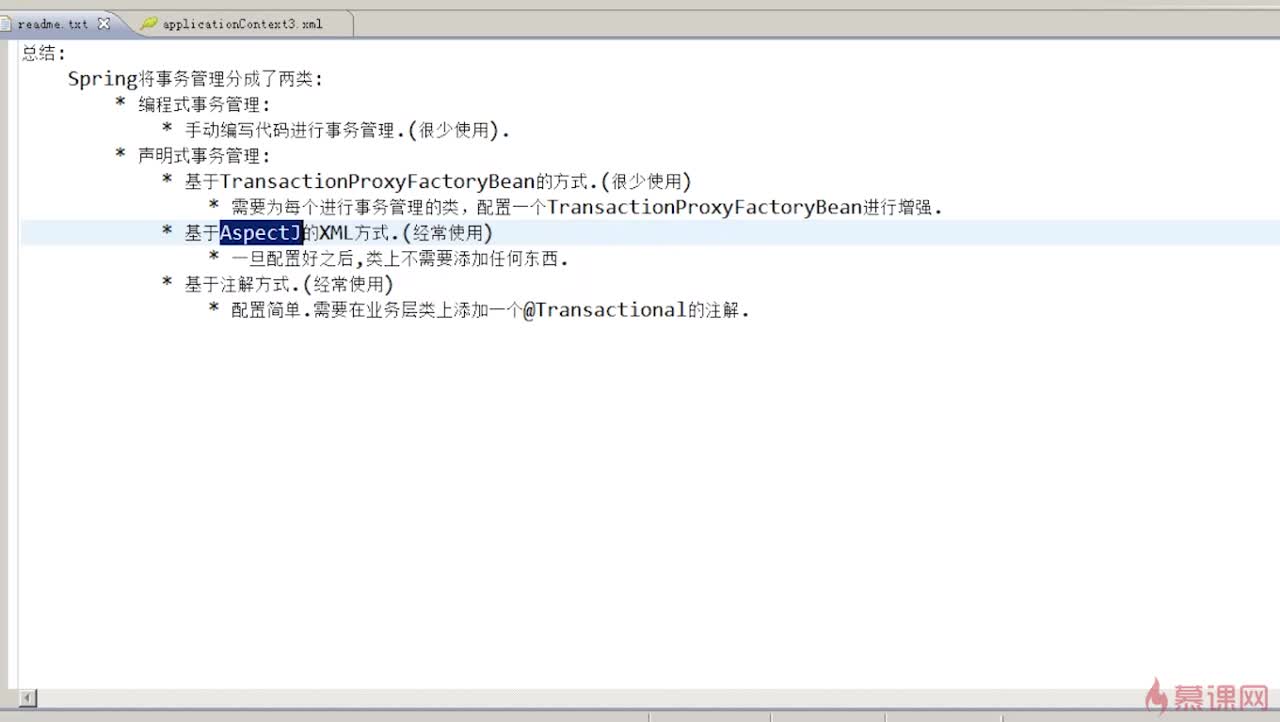 readme.txt applicationContext3.xml
总结:
Spring将事务管理分成了两类:
* 编程式事务管理:
* 手动编写代码进行事务管理.(很少使用).
* 声明式事务管理:
* 基于TransactionProxyFactoryBean的方式.(很少使用)
* 需要为每个进行事务管理的类，配置一个TransactionProxyFactoryBean进行增强.
* 基于AspectJ的XML方式.(经常使用)
* 一旦配置好之后,类上不需要添加任何东西.
* 基于注解方式.(经常使用)
* 配置简单.需要在业务层类上添加一个@Transactional的注解.
慕课网